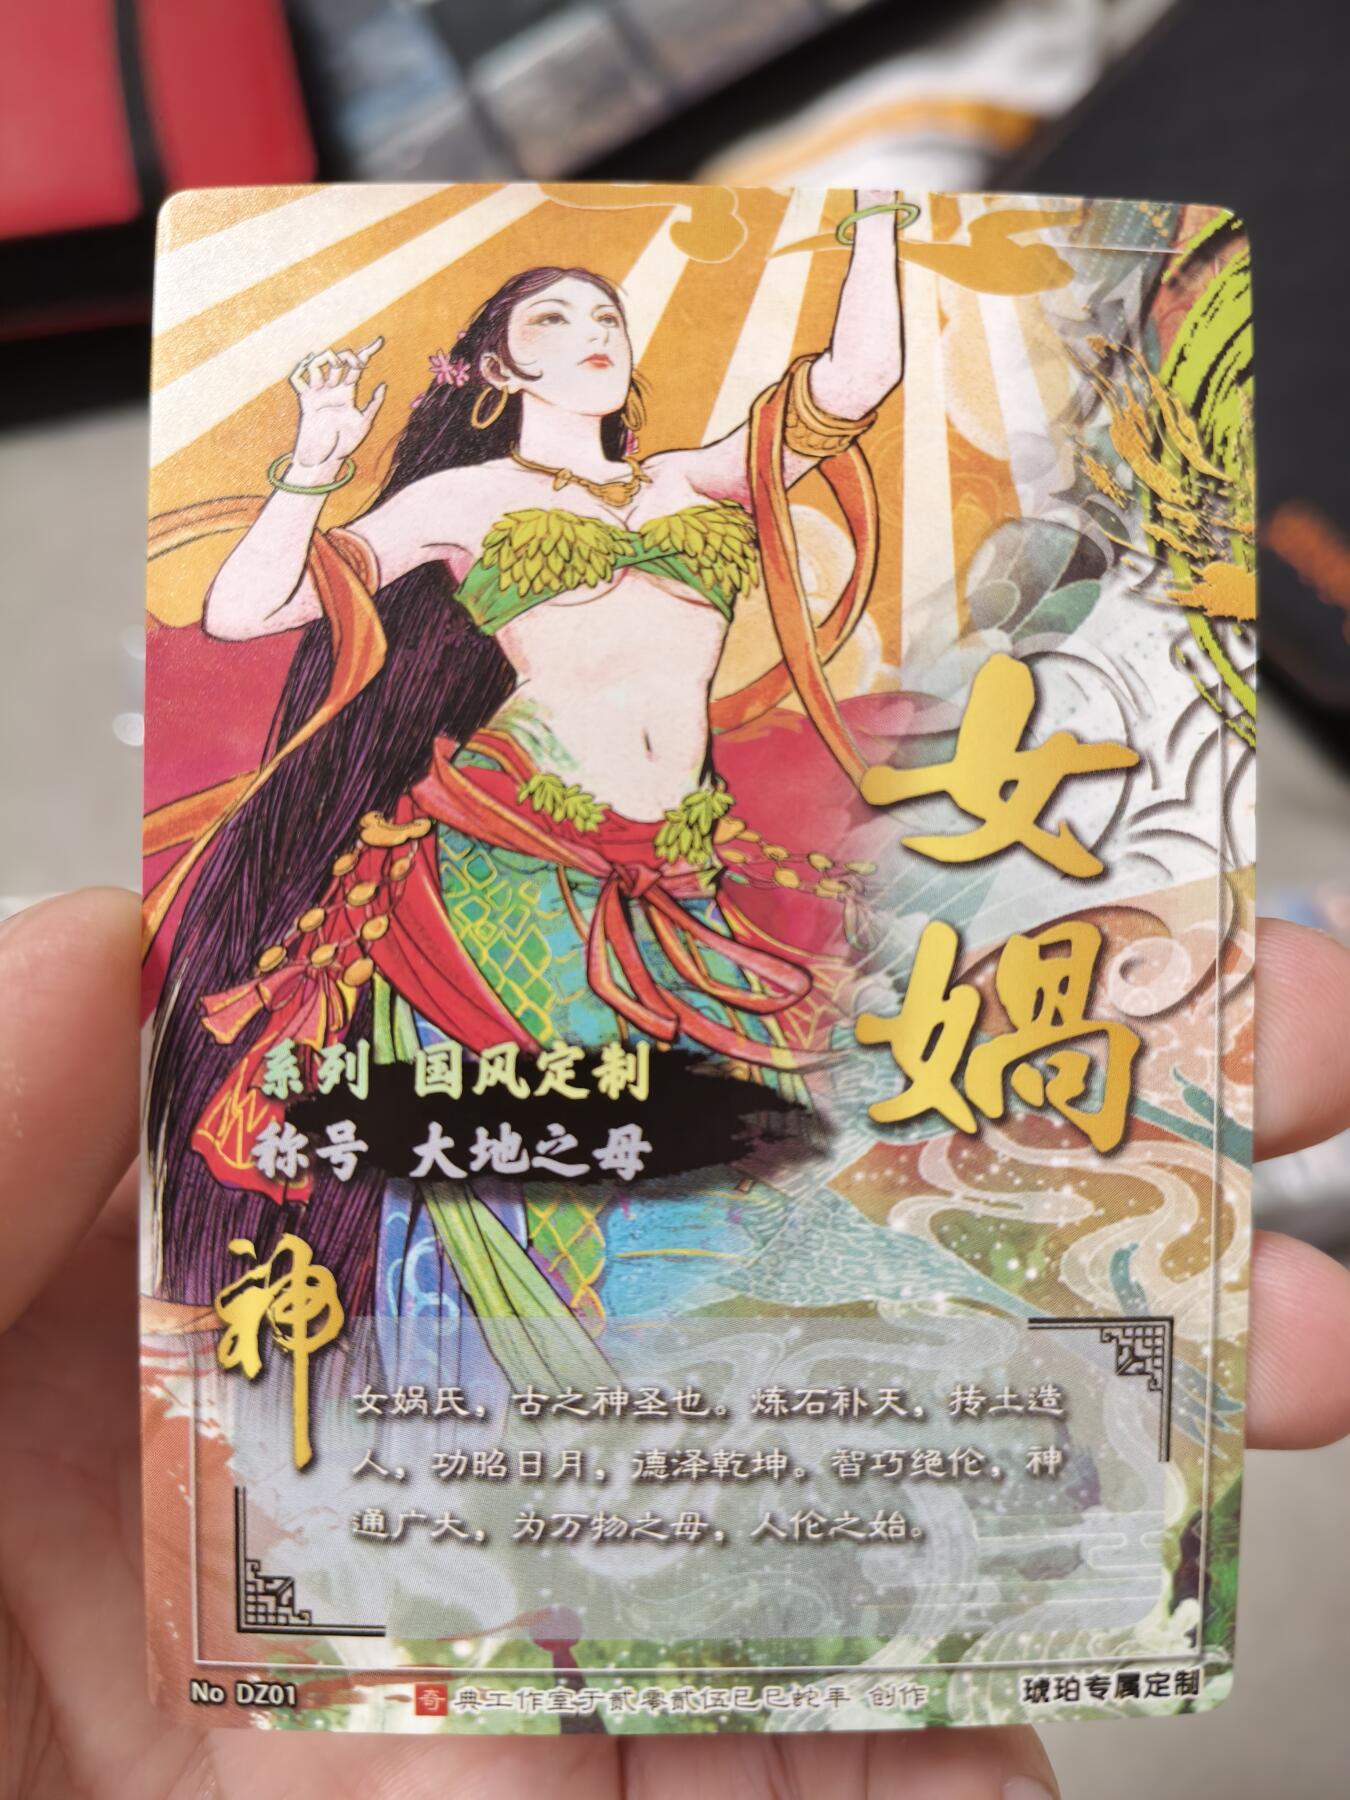 女
娲
系列 国风定制
称号 大地之母
神
女娲氏，古之神圣也。炼石补天，抟土造
人，功昭日月，德泽乾坤。智巧绝伦，神
通广大，为万物之母，人伦之始。
No DZ01
奇典工作室于贰零贰伍巳巳蛇年 创作
琥珀专属定制